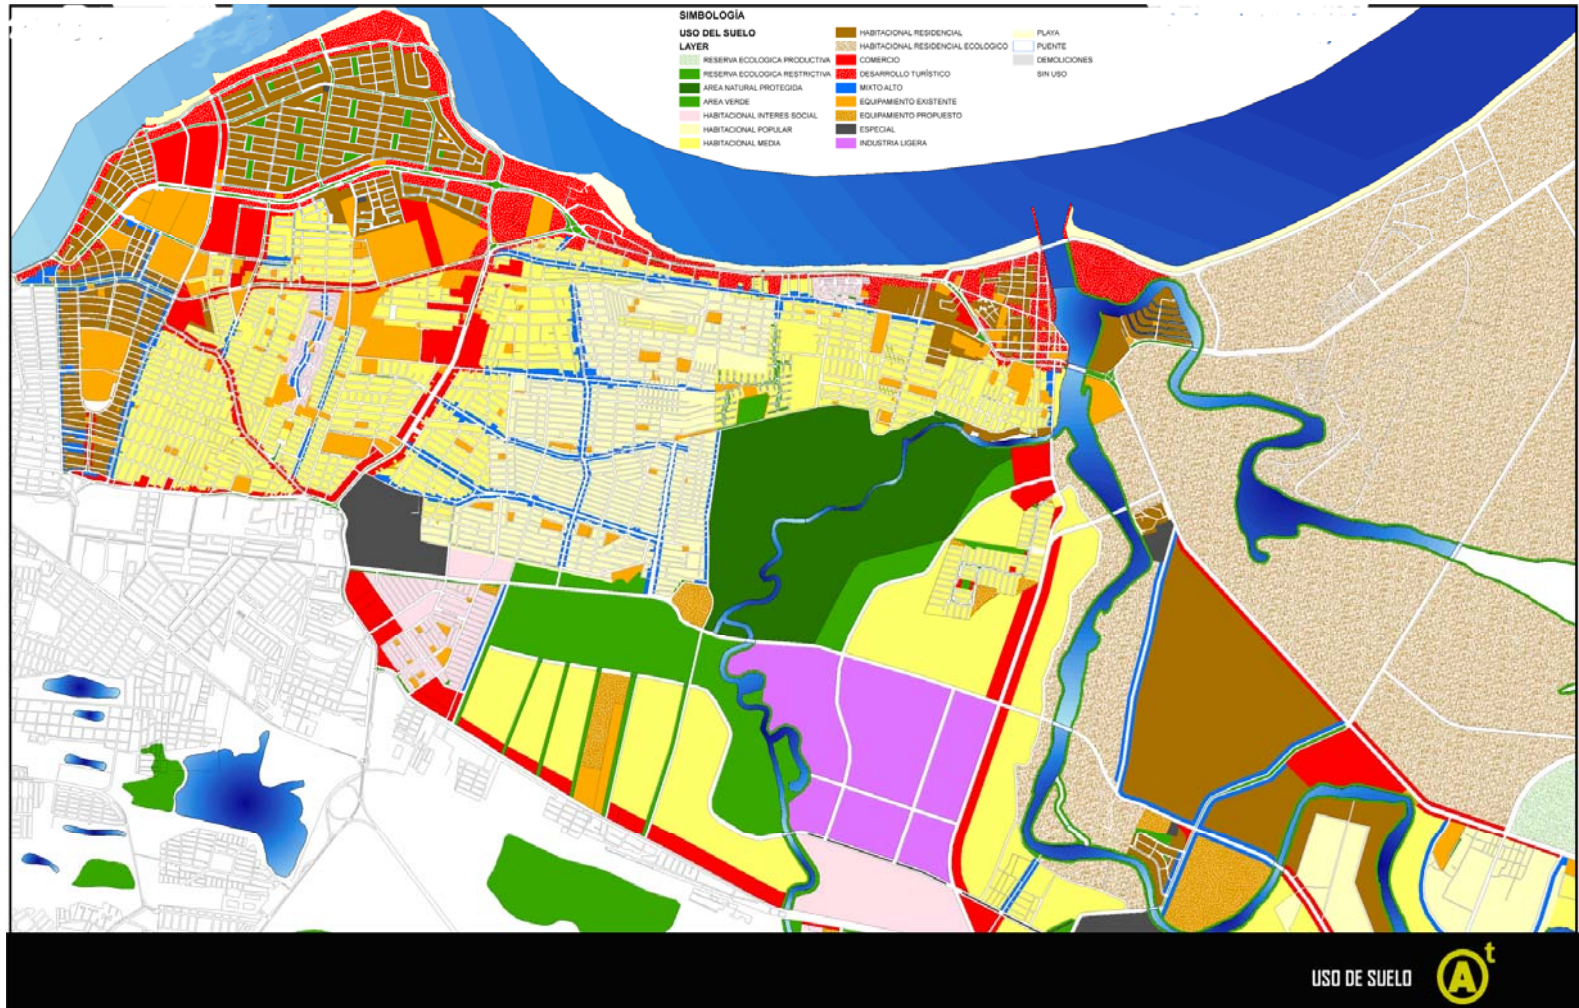 SIMBOLOGÍA
USO DEL SUELO
LAYER
RESERVA ECOLOGICA PRODUCTIVA
RESERVA ECOLOGICA RESTRICTIVA
AREA NATURAL PROTEGIDA
AREA VERDE
HABITACIONAL INTERES SOCIAL
HABITACIONAL POPULAR
HABITACIONAL MEDIA
HABITACIONAL RESIDENCIAL
HABITACIONAL RESIDENCIAL ECOLOGICO
COMERCIO
DESARROLLO TURÍSTICO
MIXTO ALTO
EQUIPAMIENTO EXISTENTE
EQUIPAMIENTO PROPUESTO
ESPECIAL
INDUSTRIA LIGERA
PLAYA
PUENTE
DEMOLICIONES
SIN USO
USO DE SUELO
A t